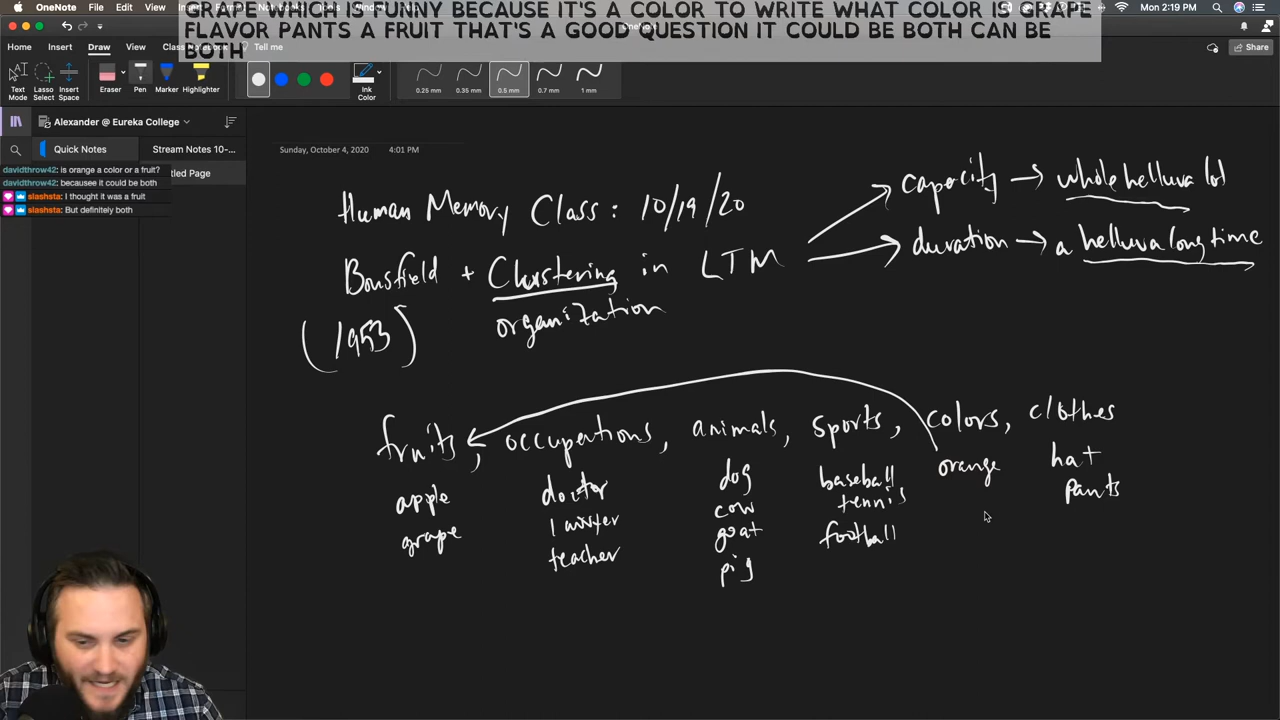 GRAPE WHICH IS FUNNY BECAUSE IT'S A COLOR TO WRITE WHAT COLOR IS GRAPE
FLAVOR PANTS A FRUIT THAT'S A GOOD QUESTION IT COULD BE BOTH CAN BE
BOTH
OneNote File Edit View
Mon 2:19 PM
Home Insert Draw
Tell me
Share
Text Mode
Lasso Select
Insert Space
Eraser
Pen
Marker
Highlighter
Ink Color
0.25 mm
0.35 mm
0.5 mm
0.7 mm
1 mm
Alexander @ Eureka College
Quick Notes
Stream Notes 10-...
tled Page
davidthrow42: is orange a color or a fruit?
davidthrow42: becausee it could be both
slashsta: I thought it was a fruit
slashsta: But definitely both
Sunday, October 4, 2020 4:01 PM
Human Memory Class: 10/19/20
capacity → whole helluva lot
duration → a helluva long time
Bousfield + Clustering in LTM
(1953)
organization
fruits, occupations, animals, sports, colors, clothes
apple
grape
doctor
lawyer
teacher
dog
cow
goat
pig
baseball
tennis
football
orange
hat
pants